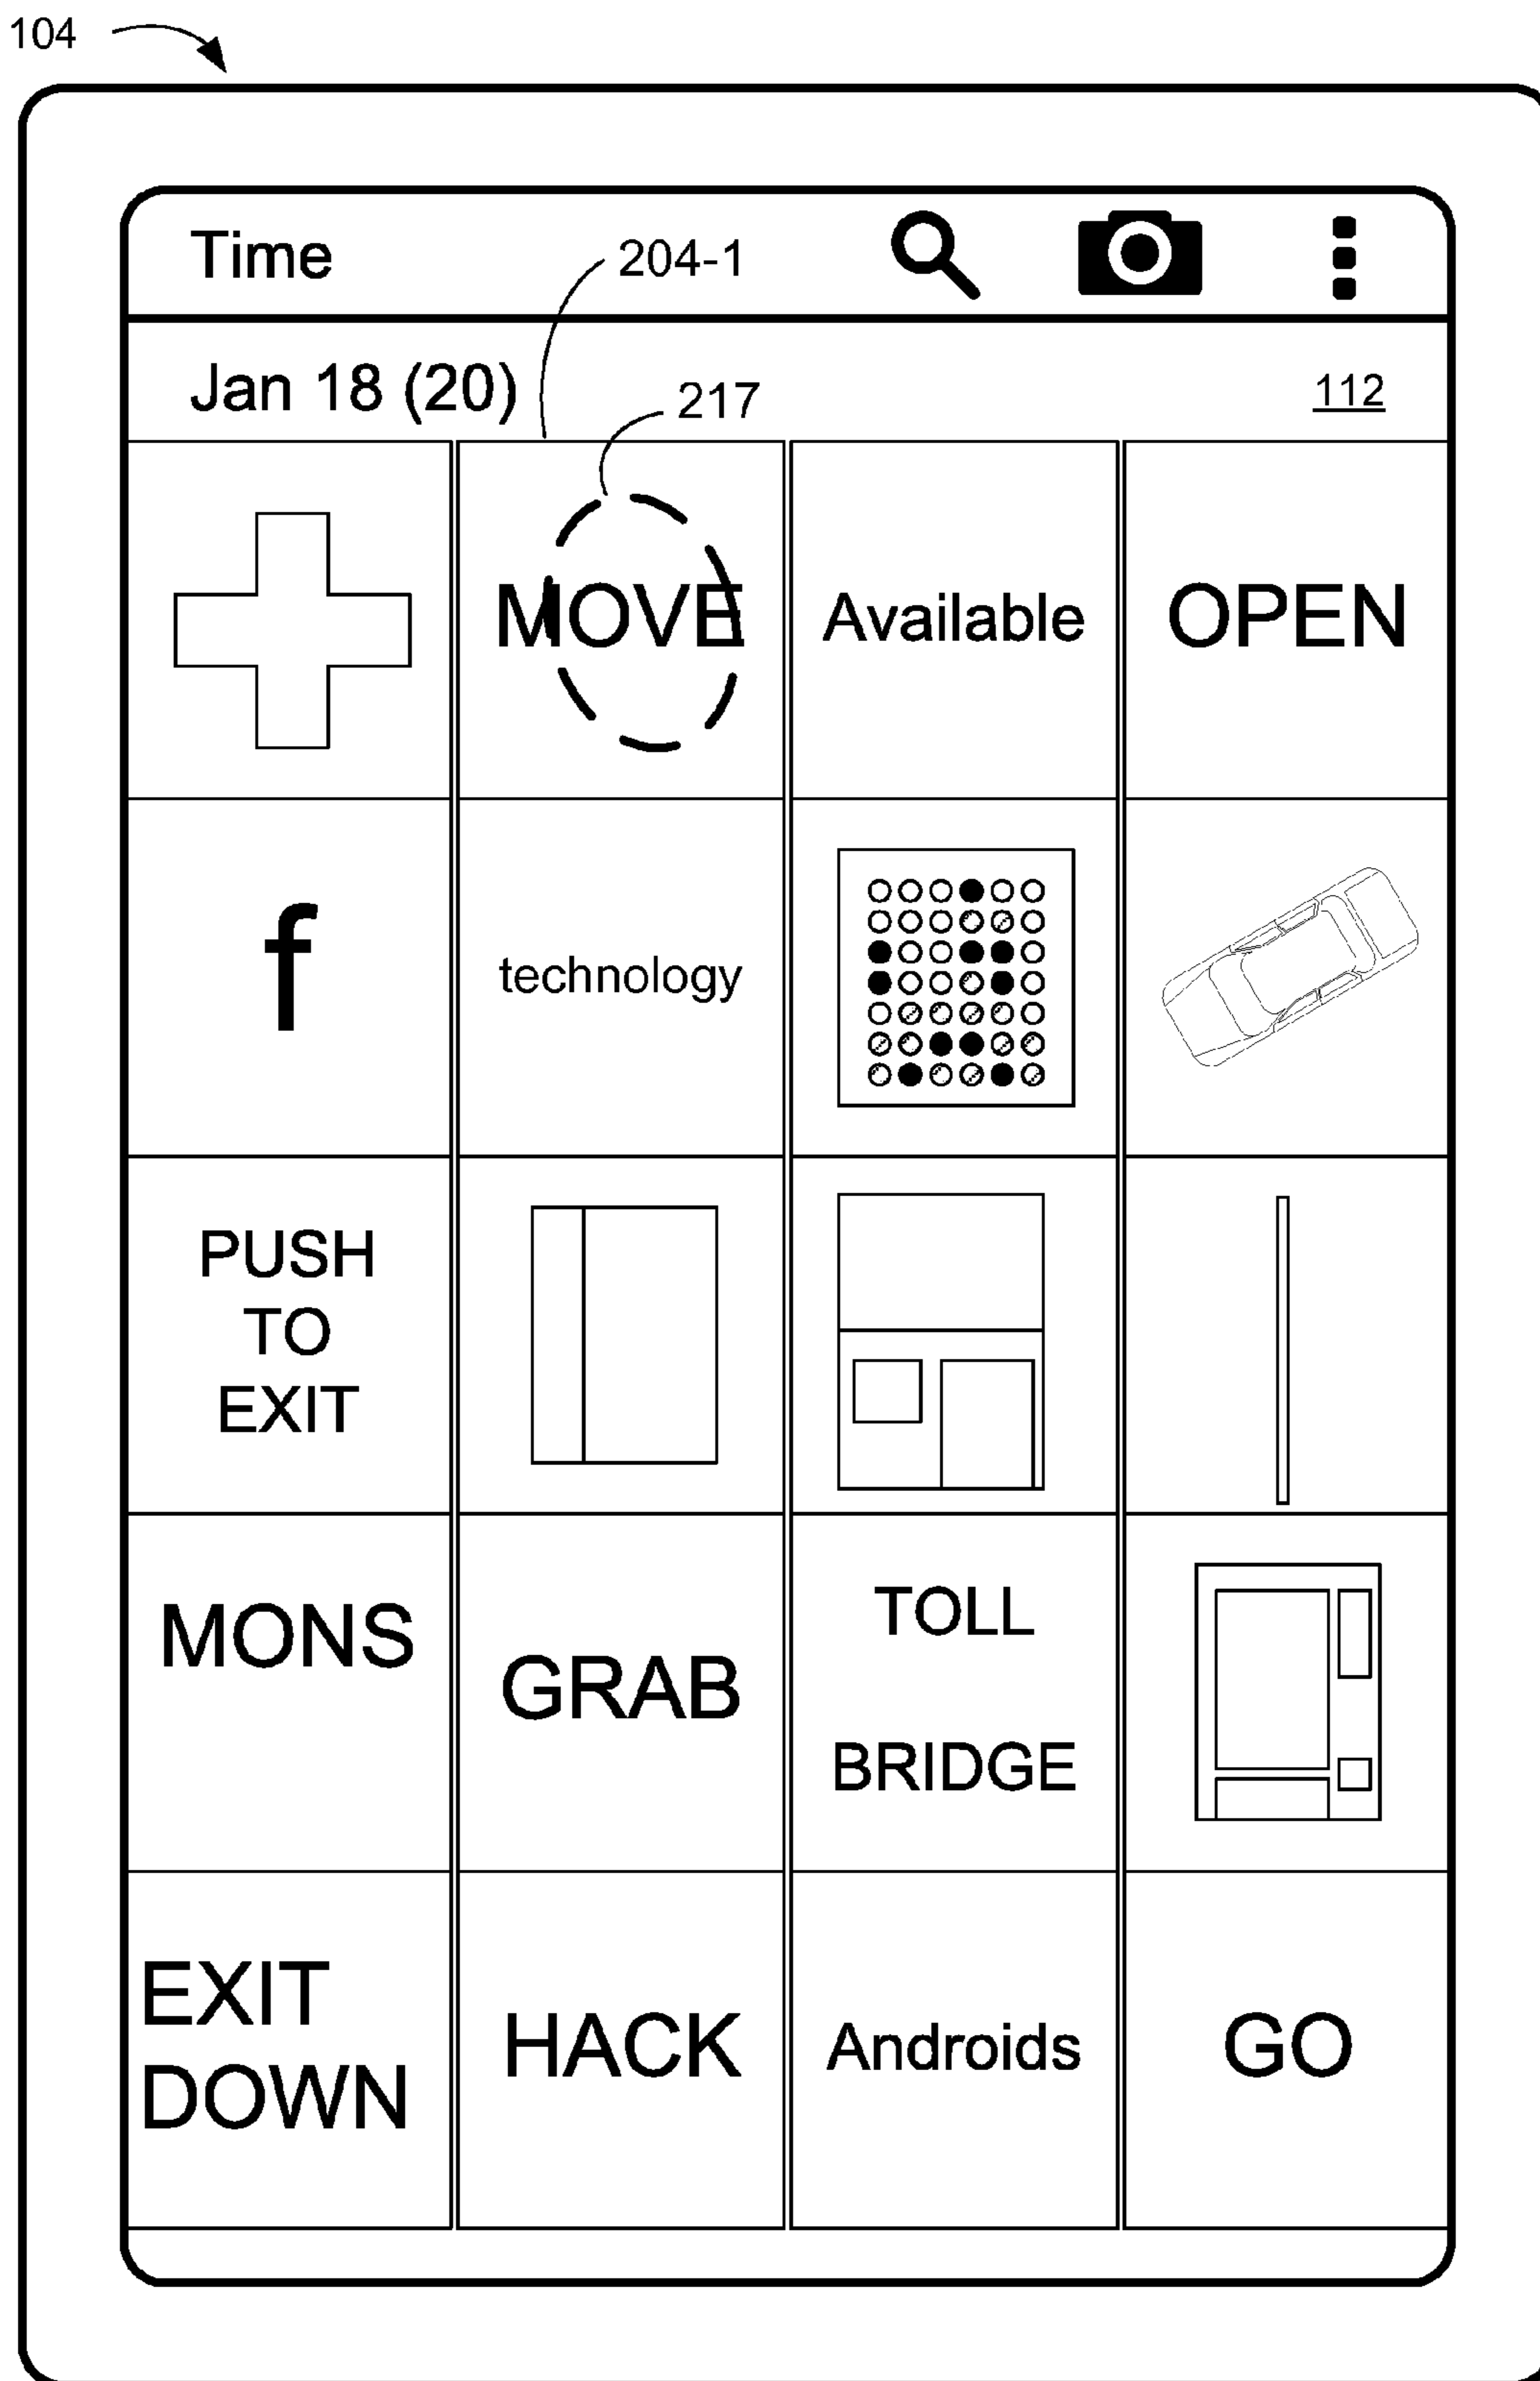 104
Time
204-1
Jan 18 (20)
217
112
MOVE
Available
OPEN
f
technology
PUSH
TO
EXIT
MONS
GRAB
TOLL
BRIDGE
EXIT
DOWN
HACK
Androids
GO